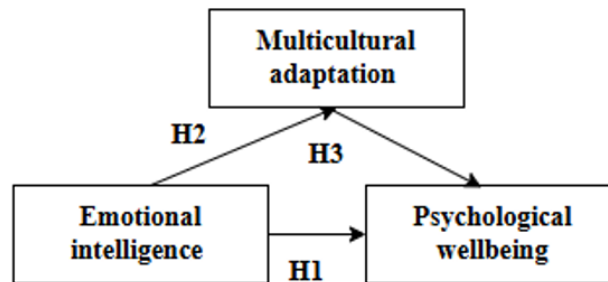 Multicultural
adaptation
H2
H3
Emotional
intelligence
Psychological
wellbeing
H1